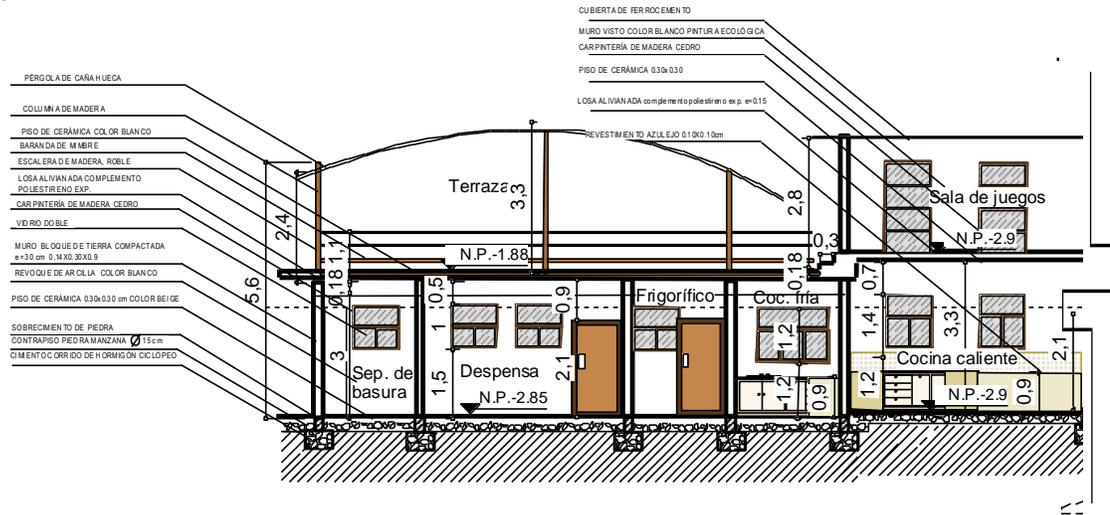 CUBIERTA DE FERROCEMENTO
MURO VISTO COLOR BLANCO PINTURA ECOLÓGICA
CARPINTERÍA DE MADERA CEDRO
PISO DE CERÁMICA 0.30x0.30
LOSA ALIVIANADA complemento poliestireno exp. e=0.15
REVESTIMIENTO AZULEJO 0.10X0.10cm
PÉRGOLA DE CAÑA HUECA
COLUMNA DE MADERA
PISO DE CERÁMICA COLOR BLANCO
BARANDA DE MIMBRE
ESCALERA DE MADERA, ROBLE
LOSA ALIVIANADA COMPLEMENTO
POLIESTIRENO EXP.
CARPINTERÍA DE MADERA CEDRO
VIDRIO DOBLE
MURO BLOQUE DE TIERRA COMPACTADA
e=30 cm 0.14X0.30X0.9
REVOQUE DE ARCILLA COLOR BLANCO
PISO DE CERÁMICA 0.30x0.30 cm COLOR BEIGE
SOBRECIMIENTO DE PIEDRA
CONTRAPISO PIEDRA MANZANA Ø 15cm
CIMIENTO CORRIDO DE HORMIGÓN CICLÓPEO
Terraza
3,3
2,4
2,8
Sala de juegos
N.P.-2.9
N.P.-1.88
0,3
1,1
0,18
0,18
0,7
5,6
0,5
0,9
Frigorífico
Coc. fría
1
1,2
1,4
3,3
2,1
3
Sep. de
basura
1,5
Despensa
2,1
N.P.-2.85
1,2
0,9
Cocina caliente
1,2
N.P.-2.9
0,9